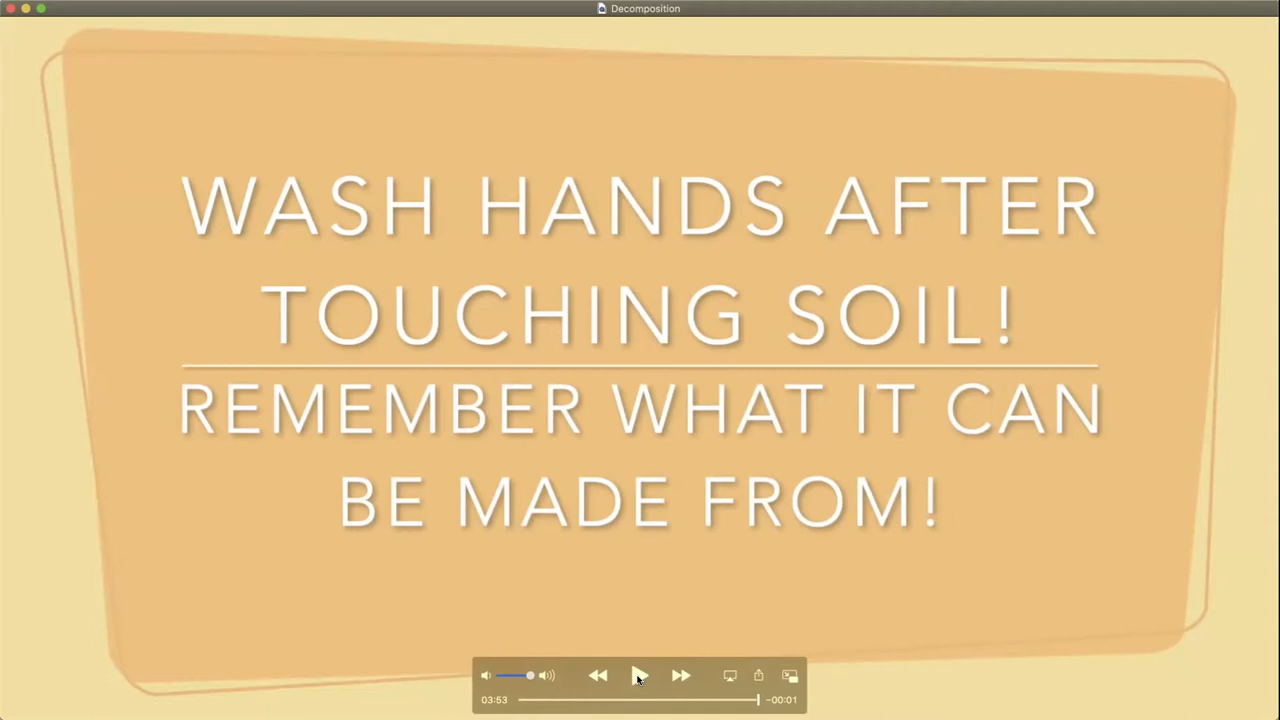 Decomposition
WASH HANDS AFTER
TOUCHING SOIL!
REMEMBER WHAT IT CAN
BE MADE FROM!
03:53
-00:01